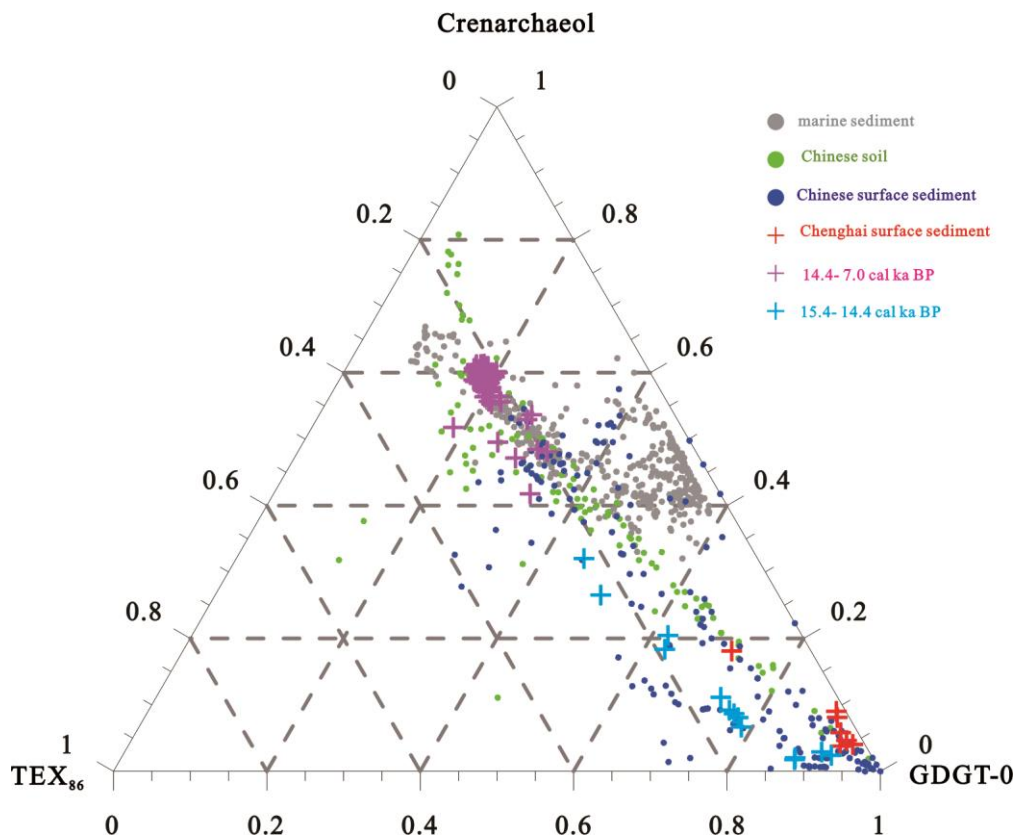 Crenarchaeol
0 1
marine sediment
Chinese soil
Chinese surface sediment
Chenghai surface sediment
14.4- 7.0 cal ka BP
15.4- 14.4 cal ka BP
0.2 0.8
0.4 0.6
0.6 0.4
0.8 0.2
1 0
TEX86 GDGT-0
0 0.2 0.4 0.6 0.8 1